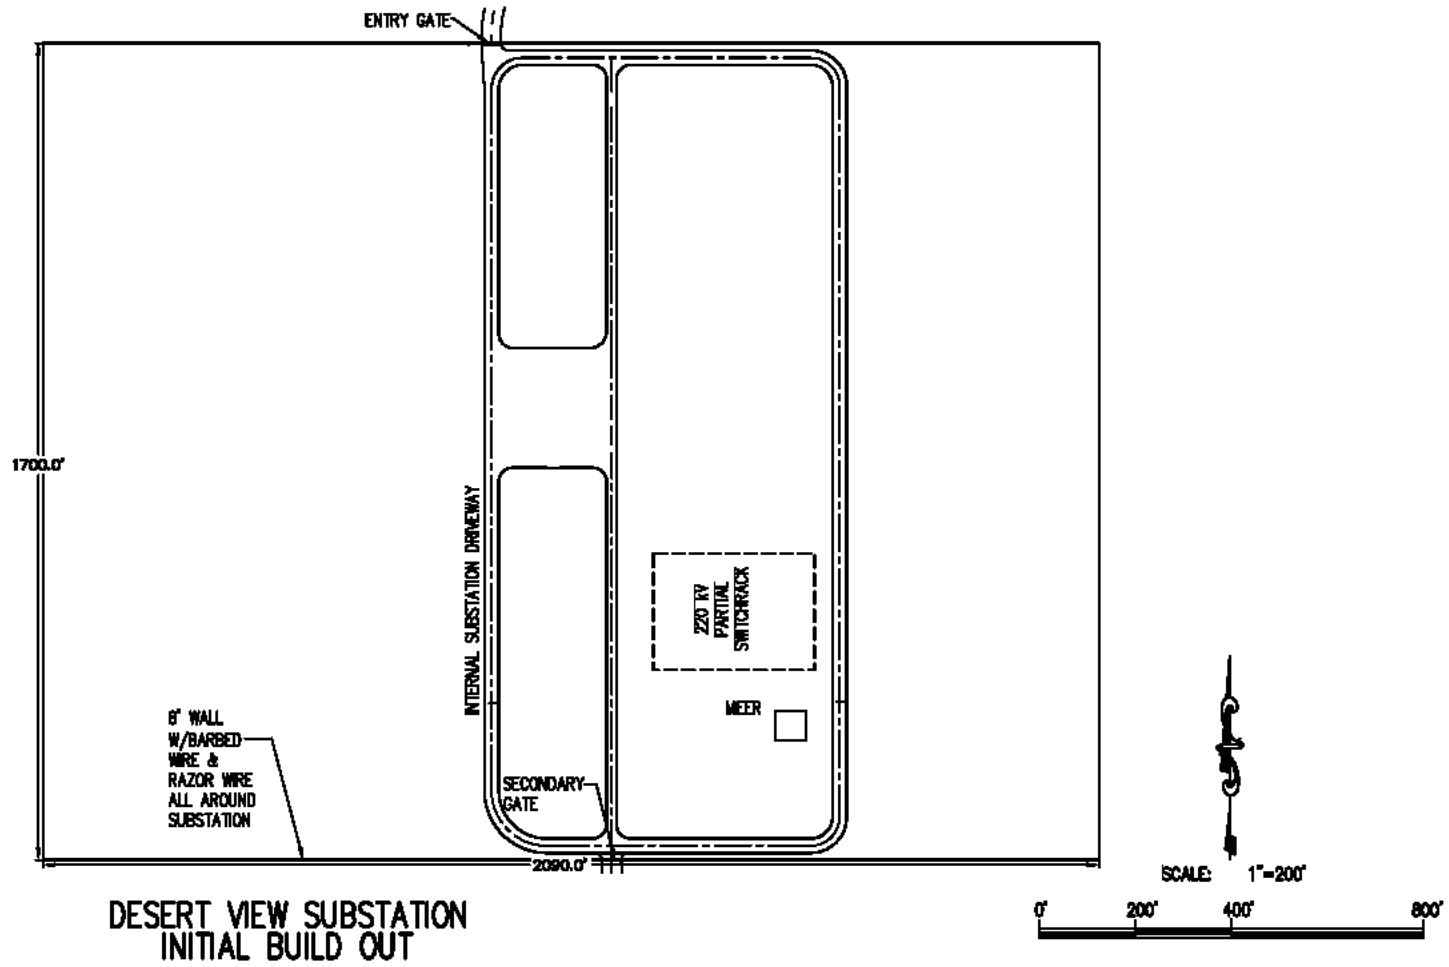 ENTRY GATE
1700.0'
INTERNAL SUBSTATION DRIVEWAY
220 kV
PARTIAL
SWITCHRACK
MEER
8' WALL
W/BARBED
WIRE &
RAZOR WIRE
ALL AROUND
SUBSTATION
SECONDARY
GATE
2090.0'
SCALE: 1"=200'
0' 200' 400' 800'
DESERT VIEW SUBSTATION
INITIAL BUILD OUT